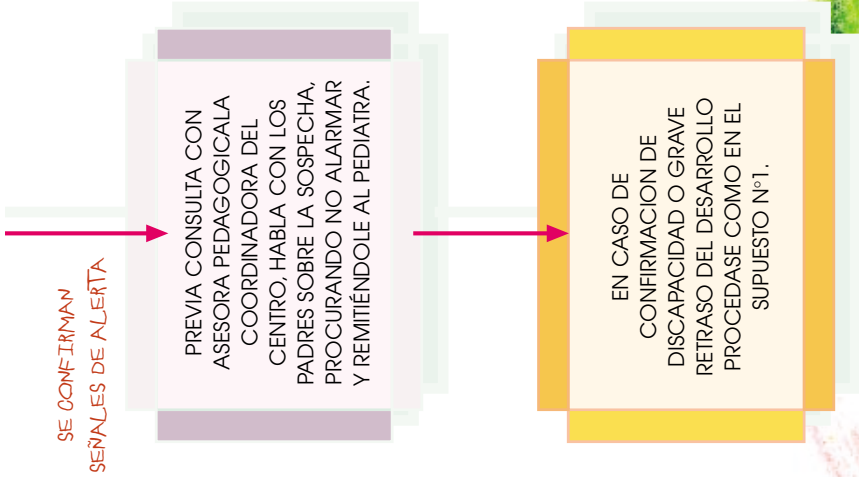 SE CONFIRMAN
SEÑALES DE ALERTA
PREVIA CONSULTA CON
ASESORA PEDAGOGICALA
COORDINADORA DEL
CENTRO, HABLA CON LOS
PADRES SOBRE LA SOSPECHA,
PROCURANDO NO ALARMAR
Y REMITIÉNDOLE AL PEDIATRA.
EN CASO DE
CONFIRMACION DE
DISCAPACIDAD O GRAVE
RETRASO DEL DESARROLLO
PROCEDASE COMO EN EL
SUPUESTO Nº1.